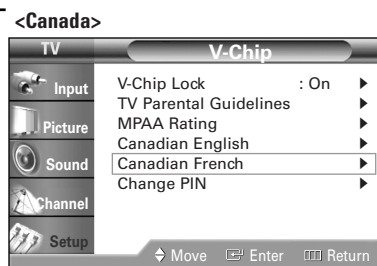 <Canada>
TV V-Chip
Input
Picture
Sound
Channel
Setup
V-Chip Lock : On
TV Parental Guidelines
MPAA Rating
Canadian English
Canadian French
Change PIN
Move Enter Return